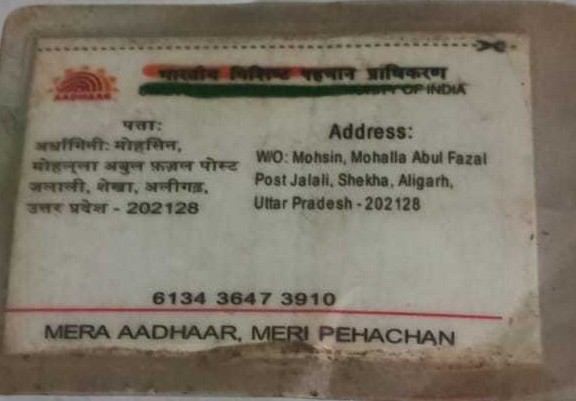 भारतीय विशिष्ट पहचान प्राधिकरण
OF INDIA
AADHAAR
पता:
अर्धांगिनी: मोहसिन,
मोहल्ला अबुल फ़ज़ल पोस्ट
जलाली, शेखा, अलीगढ़,
उत्तर प्रदेश - 202128
Address:
W/O: Mohsin, Mohalla Abul Fazal
Post Jalali, Shekha, Aligarh,
Uttar Pradesh - 202128
6134 3647 3910
MERA AADHAAR, MERI PEHACHAN